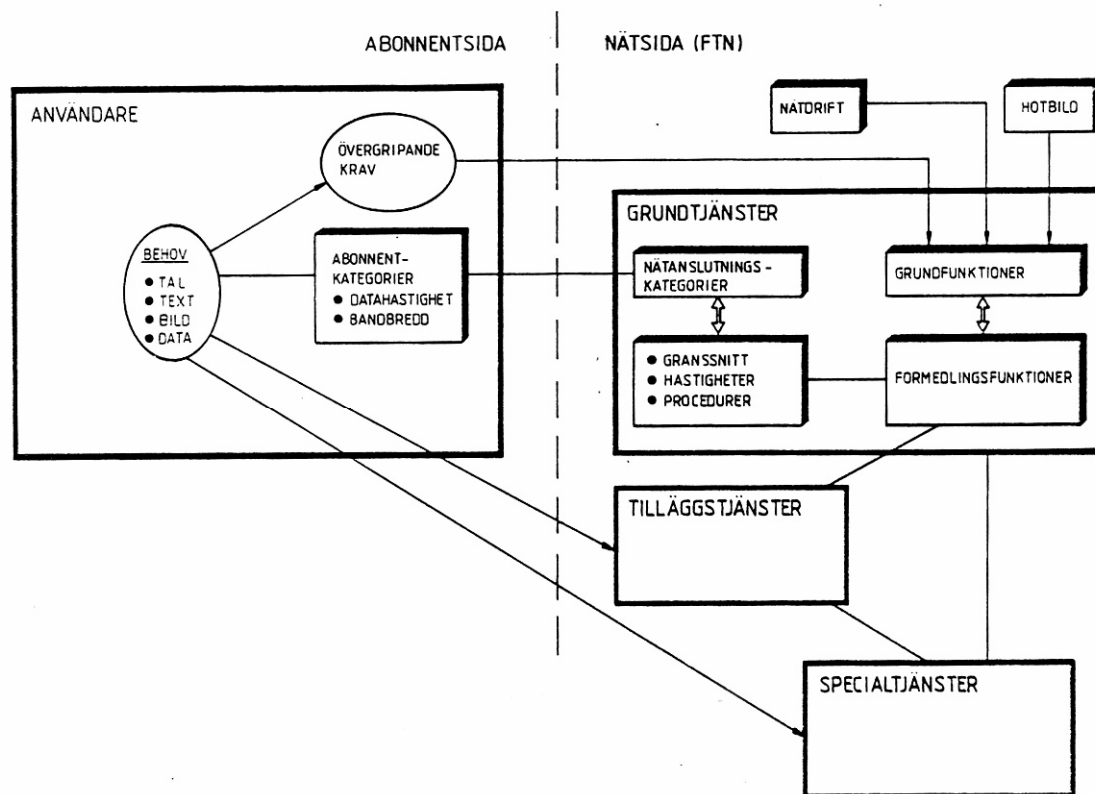 ABONNENTSIDA
NÄTSIDA (FTN)
ANVÄNDARE
ÖVERGRIPANDE
KRAV
BEHOV
● TAL
● TEXT
● BILD
● DATA
ABONNENT-
KATEGORIER
● DATAHASTIGHET
● BANDBREDD
NÄTDRIFT
HOTBILD
GRUNDTJÄNSTER
NÄTANSLUTNINGS-
KATEGORIER
GRUNDFUNKTIONER
● GRANSSNITT
● HASTIGHETER
● PROCEDURER
FORMEDLINGSFUNKTIONER
TILLÄGGSTJÄNSTER
SPECIALTJÄNSTER